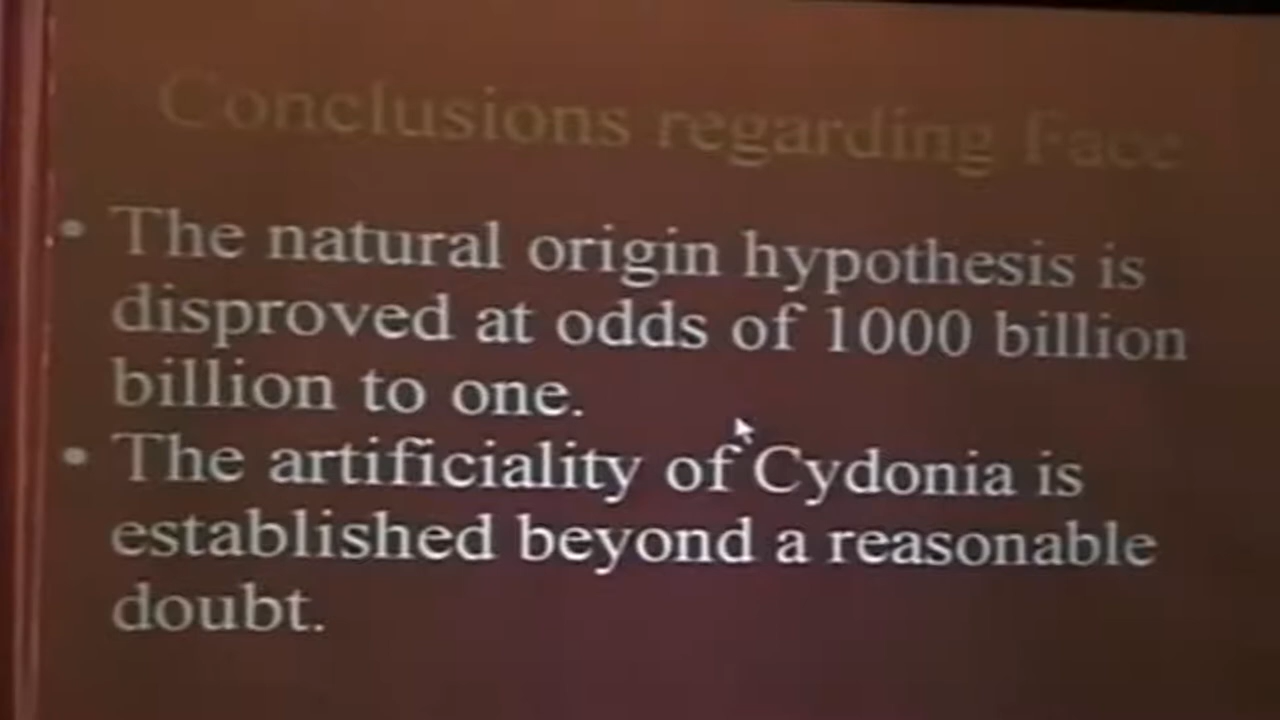 Conclusions regarding Face
• The natural origin hypothesis is
disproved at odds of 1000 billion
billion to one.
• The artificiality of Cydonia is
established beyond a reasonable
doubt.